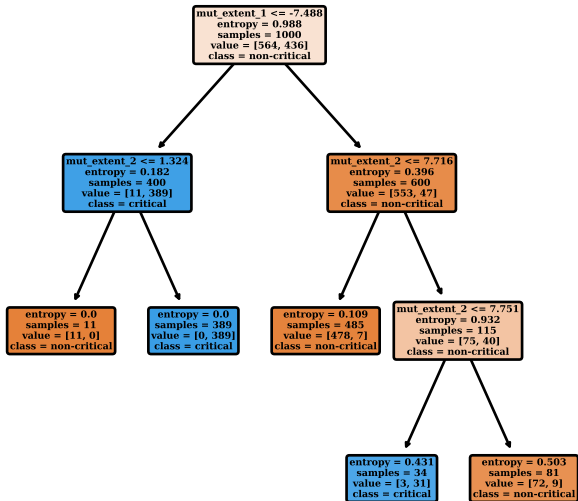 mut_extent_1 <= -7.488
entropy = 0.988
samples = 1000
value = [564, 436]
class = non-critical
mut_extent_2 <= 1.324
entropy = 0.182
samples = 400
value = [11, 389]
class = critical
mut_extent_2 <= 7.716
entropy = 0.396
samples = 600
value = [553, 47]
class = non-critical
entropy = 0.0
samples = 11
value = [11, 0]
class = non-critical
entropy = 0.0
samples = 389
value = [0, 389]
class = critical
entropy = 0.109
samples = 485
value = [478, 7]
class = non-critical
mut_extent_2 <= 7.751
entropy = 0.932
samples = 115
value = [75, 40]
class = non-critical
entropy = 0.431
samples = 34
value = [3, 31]
class = critical
entropy = 0.503
samples = 81
value = [72, 9]
class = non-critical